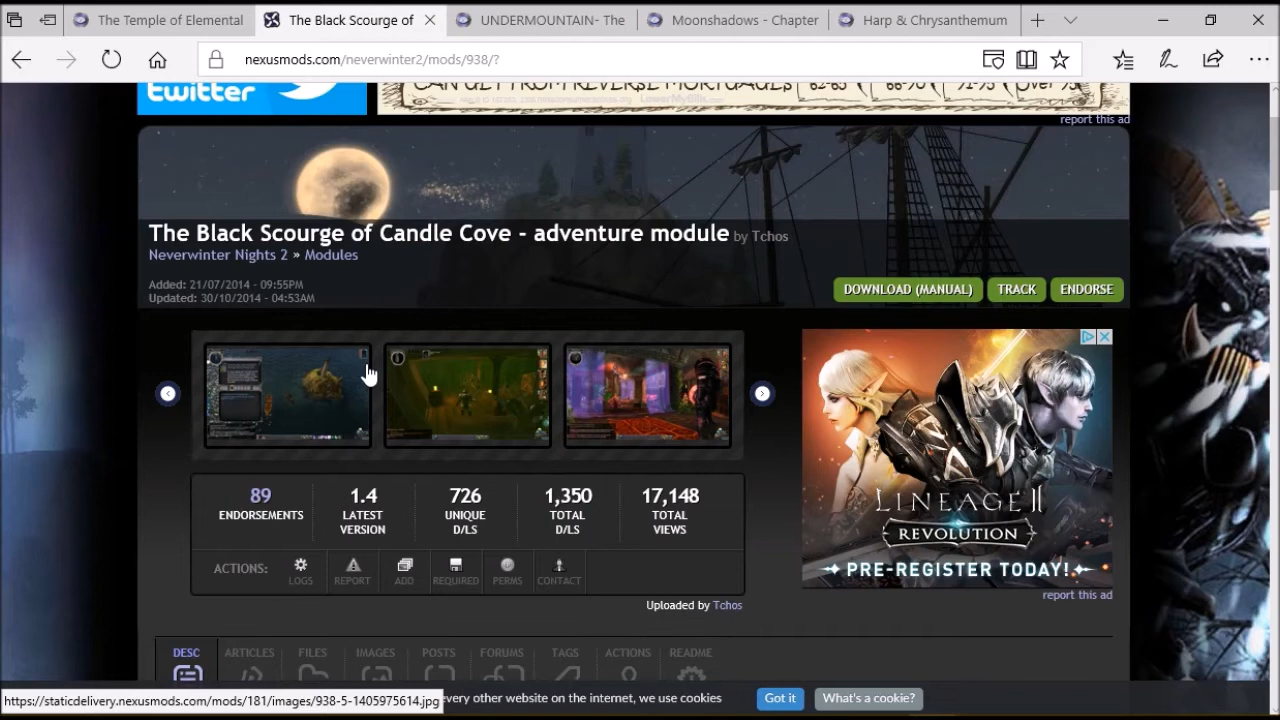 The Temple of Elemental
The Black Scourge of
UNDERMOUNTAIN- The
Moonshadows - Chapter
Harp & Chrysanthemum
nexusmods.com/neverwinter2/mods/938/?
twitter
report this ad
The Black Scourge of Candle Cove - adventure module by Tchos
Neverwinter Nights 2 » Modules
Added: 21/07/2014 - 09:55PM
Updated: 30/10/2014 - 04:53AM
DOWNLOAD (MANUAL)
TRACK
ENDORSE
89
ENDORSEMENTS
1.4
LATEST
VERSION
726
UNIQUE
D/LS
1,350
TOTAL
D/LS
17,148
TOTAL
VIEWS
ACTIONS:
LOGS
REPORT
ADD
REQUIRED
PERMS
CONTACT
Uploaded by Tchos
LINEAGE II
REVOLUTION
PRE-REGISTER TODAY!
report this ad
DESC
ARTICLES
FILES
IMAGES
POSTS
FORUMS
TAGS
ACTIONS
README
https://staticdelivery.nexusmods.com/mods/181/images/938-5-1405975614.jpg
every other website on the internet, we use cookies
Got it
What's a cookie?